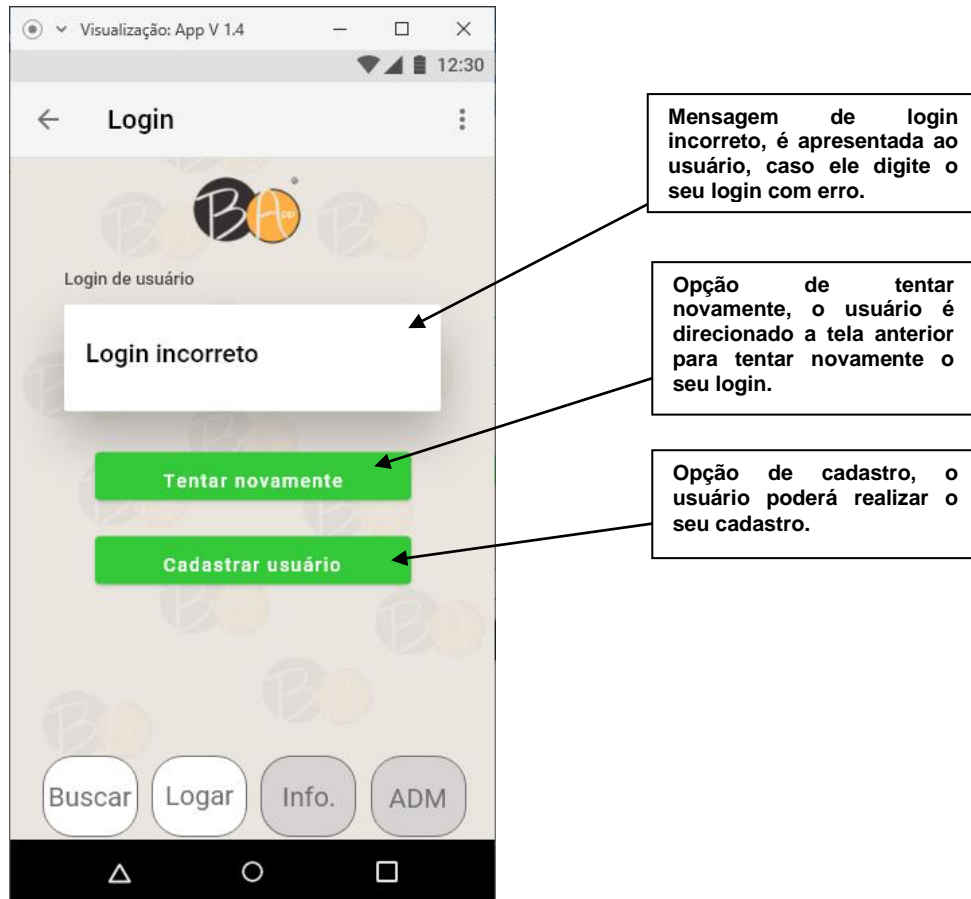 Visualização: App V 1.4
12:30
Login
BApp
Login de usuário
Login incorreto
Tentar novamente
Cadastrar usuário
Buscar
Logar
Info.
ADM
Mensagem de login
incorreto, é apresentada ao
usuário, caso ele digite o
seu login com erro.
Opção de tentar
novamente, o usuário é
direcionado a tela anterior
para tentar novamente o
seu login.
Opção de cadastro, o
usuário poderá realizar o
seu cadastro.